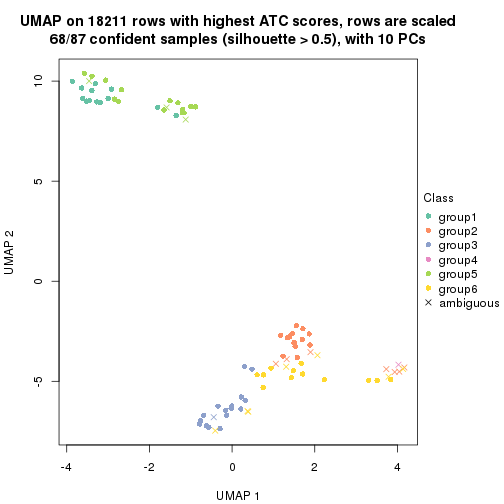 UMAP on 18211 rows with highest ATC scores, rows are scaled
68/87 confident samples (silhouette > 0.5), with 10 PCs
10
5
0
-5
UMAP 2
-4
-2
0
2
4
UMAP 1
Class
group1
group2
group3
group4
group5
group6
ambiguous